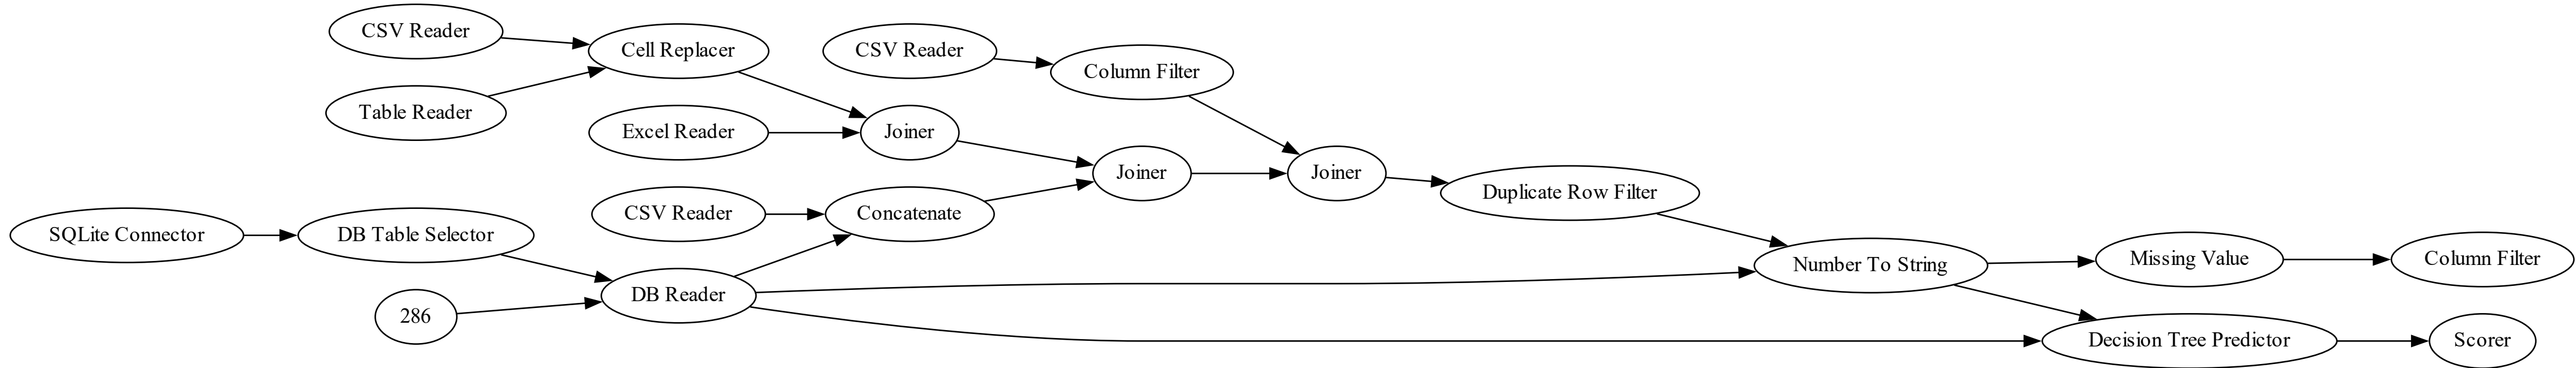 CSV Reader
Cell Replacer
CSV Reader
Column Filter
Table Reader
Excel Reader
Joiner
Joiner
Joiner
Duplicate Row Filter
CSV Reader
Concatenate
SQLite Connector
DB Table Selector
DB Reader
286
Number To String
Missing Value
Column Filter
Decision Tree Predictor
Scorer